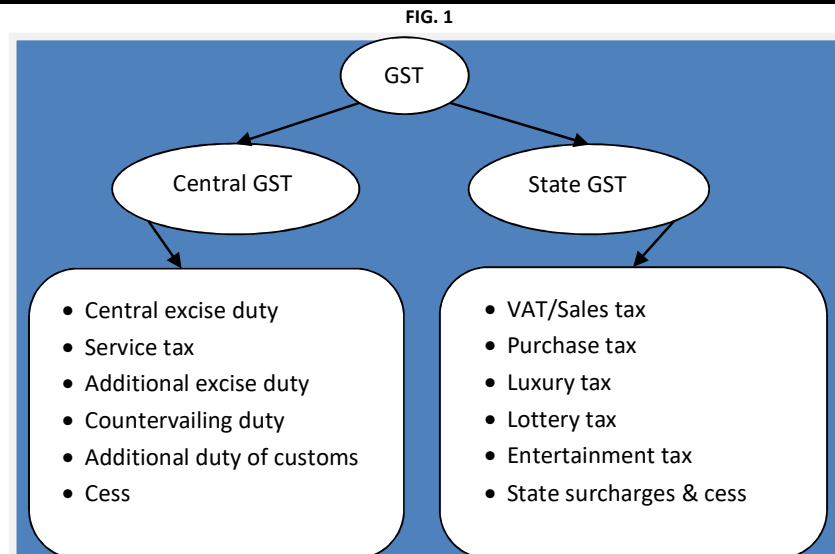 FIG. 1
GST
Central GST
State GST
• Central excise duty
• Service tax
• Additional excise duty
• Countervailing duty
• Additional duty of customs
• Cess
• VAT/Sales tax
• Purchase tax
• Luxury tax
• Lottery tax
• Entertainment tax
• State surcharges & cess